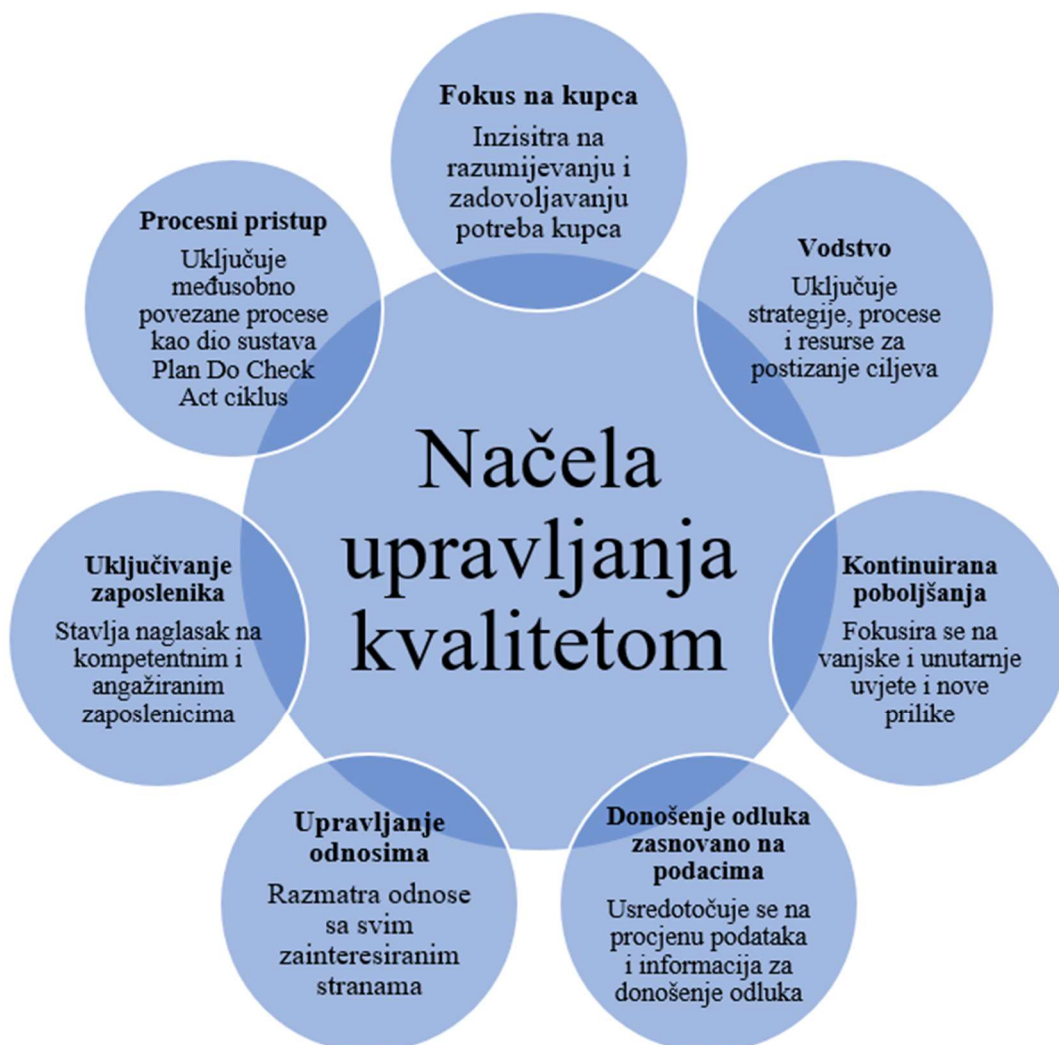 Fokus na kupca
Inzisitra na
razumijevanju i
zadovoljavanju
potreba kupca
Vodstvo
Uključuje
strategije, procese
i resurse za
postizanje ciljeva
Kontinuirana
poboljšanja
Fokusira se na
vanjske i unutarnje
uvjete i nove
prilike
Donošenje odluka
zasnovano na
podacima
Usredotočuje se na
procjenu podataka
i informacija za
donošenje odluka
Upravljanje
odnosima
Razmatra odnose
sa svim
zainteresiranim
stranama
Uključivanje
zaposlenika
Stavlja naglasak na
kompetentnim i
angažiranim
zaposlenicima
Procesni pristup
Uključuje
međusobno
povezane procese
kao dio sustava
Plan Do Check
Act ciklus
Načela
upravljanja
kvalitetom